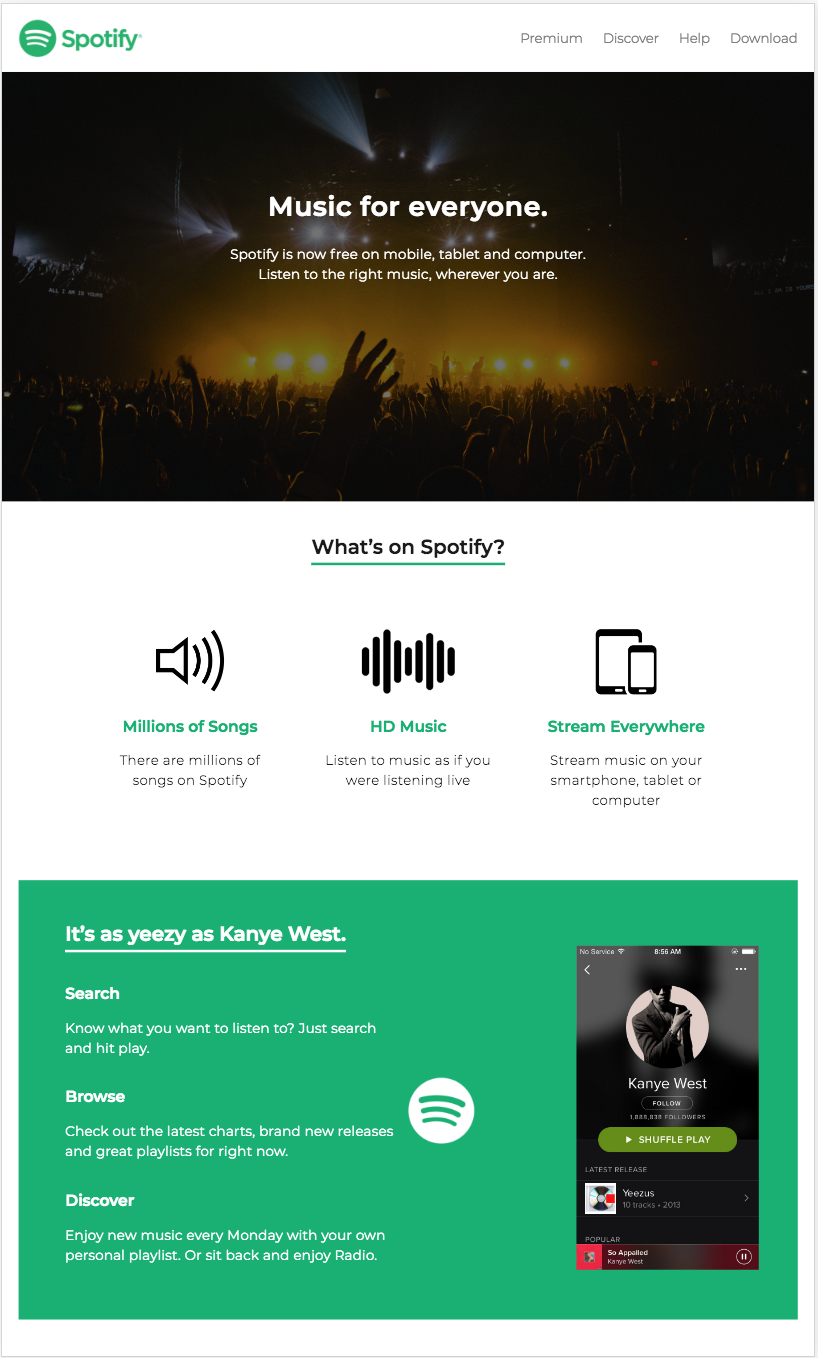 Spotify®
Premium Discover Help Download
Music for everyone.
Spotify is now free on mobile, tablet and computer.
Listen to the right music, wherever you are.
ALL I AM IS YOURS
ALL I AM IS YOURS
What's on Spotify?
Millions of Songs
There are millions of
songs on Spotify
HD Music
Listen to music as if you
were listening live
Stream Everywhere
Stream music on your
smartphone, tablet or
computer
It's as yeezy as Kanye West.
Search
Know what you want to listen to? Just search
and hit play.
Browse
Check out the latest charts, brand new releases
and great playlists for right now.
Discover
Enjoy new music every Monday with your own
personal playlist. Or sit back and enjoy Radio.
No Service 8:56 AM
Kanye West
FOLLOW
1,888,838 FOLLOWERS
SHUFFLE PLAY
LATEST RELEASE
Yeezus
10 tracks • 2013
POPULAR
So Appalled
Kanye West